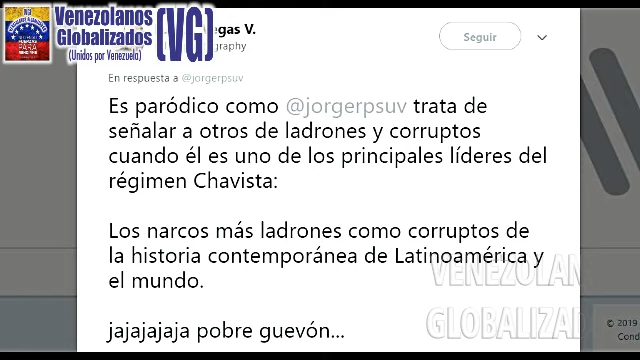 Venezolanos
Globalizados
(Unidos por Venezuela)
(VG)
egas V.
graphy
Seguir
En respuesta a @jorgerpsuv
Es paródico como @jorgerpsuv trata de
señalar a otros de ladrones y corruptos
cuando él es uno de los principales líderes del
régimen Chavista:
Los narcos más ladrones como corruptos de
la historia contemporánea de Latinoamérica y
el mundo.
jajajajaja pobre guevón...
VENEZOLAN
GLOBALIZAD
© 2019
Cond